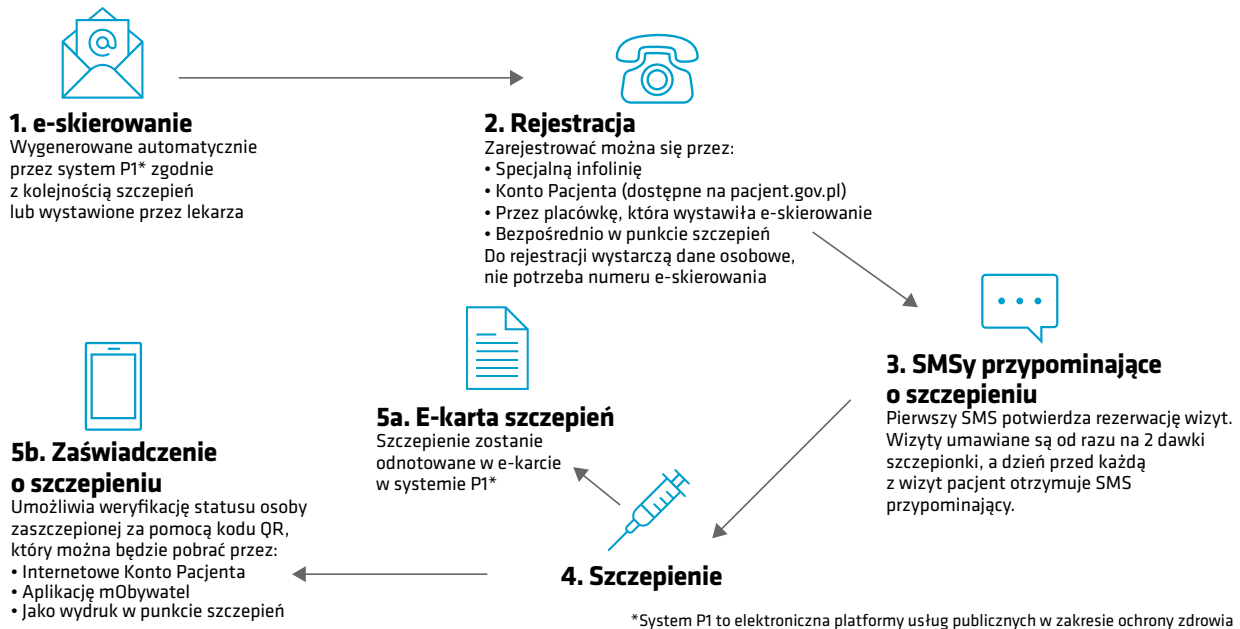 1. e-skierowanie
Wygenerowane automatycznie
przez system P1* zgodnie
z kolejnością szczepień
lub wystawione przez lekarza
2. Rejestracja
Zarejestrować można się przez:
• Specjalną infolinię
• Konto Pacjenta (dostępne na pacjent.gov.pl)
• Przez placówkę, która wystawiła e-skierowanie
• Bezpośrednio w punkcie szczepień
Do rejestracji wystarczą dane osobowe,
nie potrzeba numeru e-skierowania
3. SMSy przypominające
o szczepieniu
Pierwszy SMS potwierdza rezerwację wizyt.
Wizyty umawiane są od razu na 2 dawki
szczepionki, a dzień przed każdą
z wizyt pacjent otrzymuje SMS
przypominający.
4. Szczepienie
5a. E-karta szczepień
Szczepienie zostanie
odnotowane w e-karcie
w systemie P1*
5b. Zaświadczenie
o szczepieniu
Umożliwia weryfikację statusu osoby
zaszczepionej za pomocą kodu QR,
który można będzie pobrać przez:
• Internetowe Konto Pacjenta
• Aplikację mObywatel
• Jako wydruk w punkcie szczepień
*System P1 to elektroniczna platformy usług publicznych w zakresie ochrony zdrowia